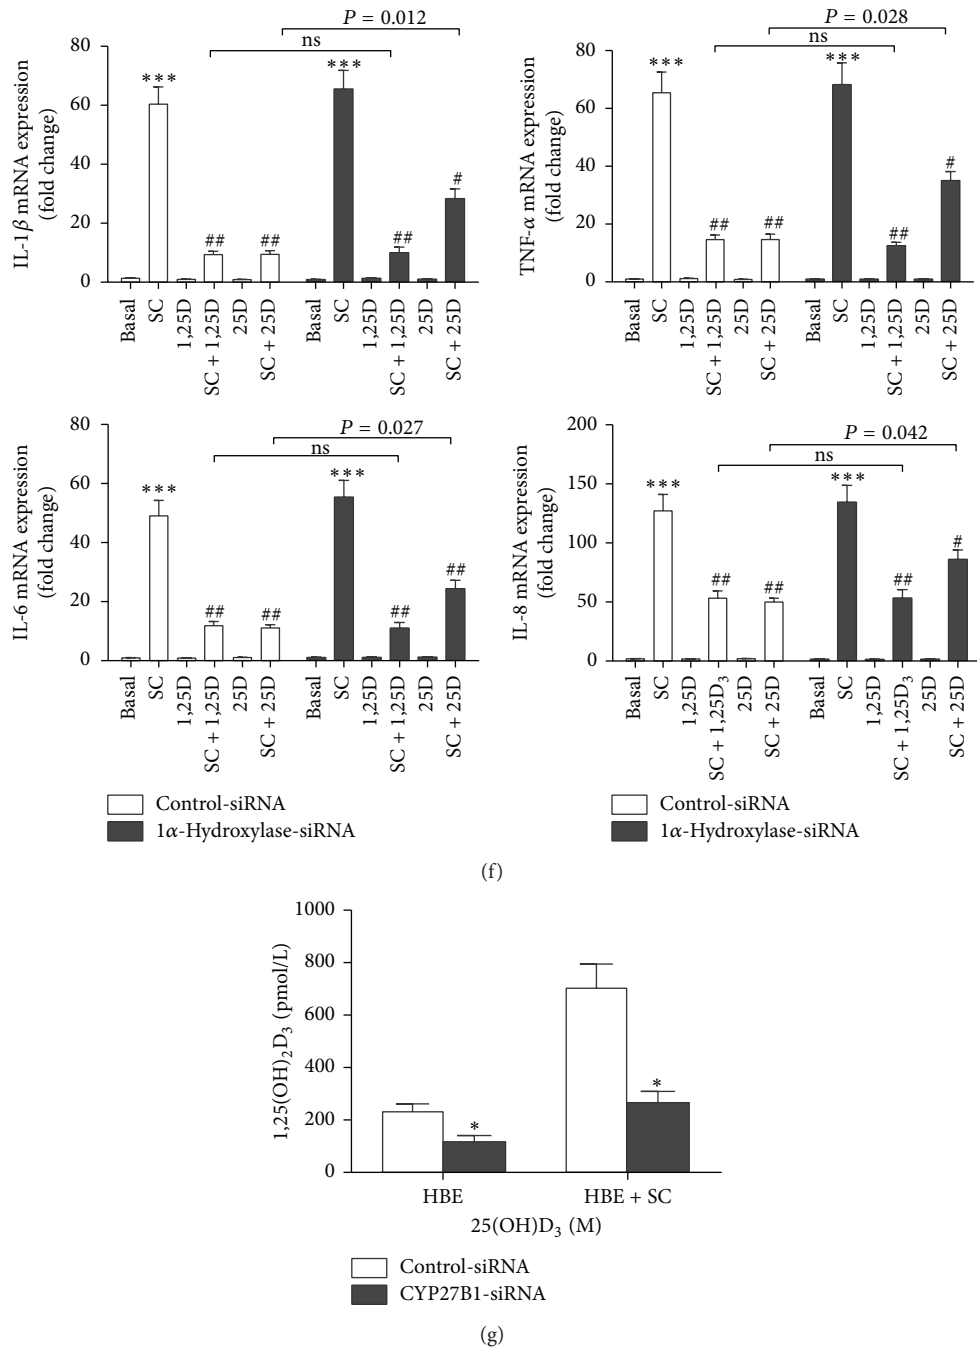 P = 0.012
ns
80
60
40
20
0
IL-1β mRNA expression
(fold change)
***
##
##
***
##
#
Basal
SC
1,25D
SC + 1,25D
25D
SC + 25D
Basal
SC
1,25D
SC + 1,25D
25D
SC + 25D
P = 0.028
ns
80
60
40
20
0
TNF-α mRNA expression
(fold change)
***
##
##
***
##
#
Basal
SC
1,25D
SC + 1,25D
25D
SC + 25D
Basal
SC
1,25D
SC + 1,25D
25D
SC + 25D
P = 0.027
ns
80
60
40
20
0
IL-6 mRNA expression
(fold change)
***
##
##
***
##
##
Basal
SC
1,25D
SC + 1,25D
25D
SC + 25D
Basal
SC
1,25D
SC + 1,25D
25D
SC + 25D
Control-siRNA
1α-Hydroxylase-siRNA
P = 0.042
ns
200
150
100
50
0
IL-8 mRNA expression
(fold change)
***
##
##
***
##
#
Basal
SC
1,25D
SC + 1,25D₃
25D
SC + 25D
Basal
SC
1,25D
SC + 1,25D₃
25D
SC + 25D
Control-siRNA
1α-Hydroxylase-siRNA
(f)
1000
800
600
400
200
0
1,25(OH)₂D₃ (pmol/L)
*
*
HBE
HBE + SC
25(OH)D₃ (M)
Control-siRNA
CYP27B1-siRNA
(g)